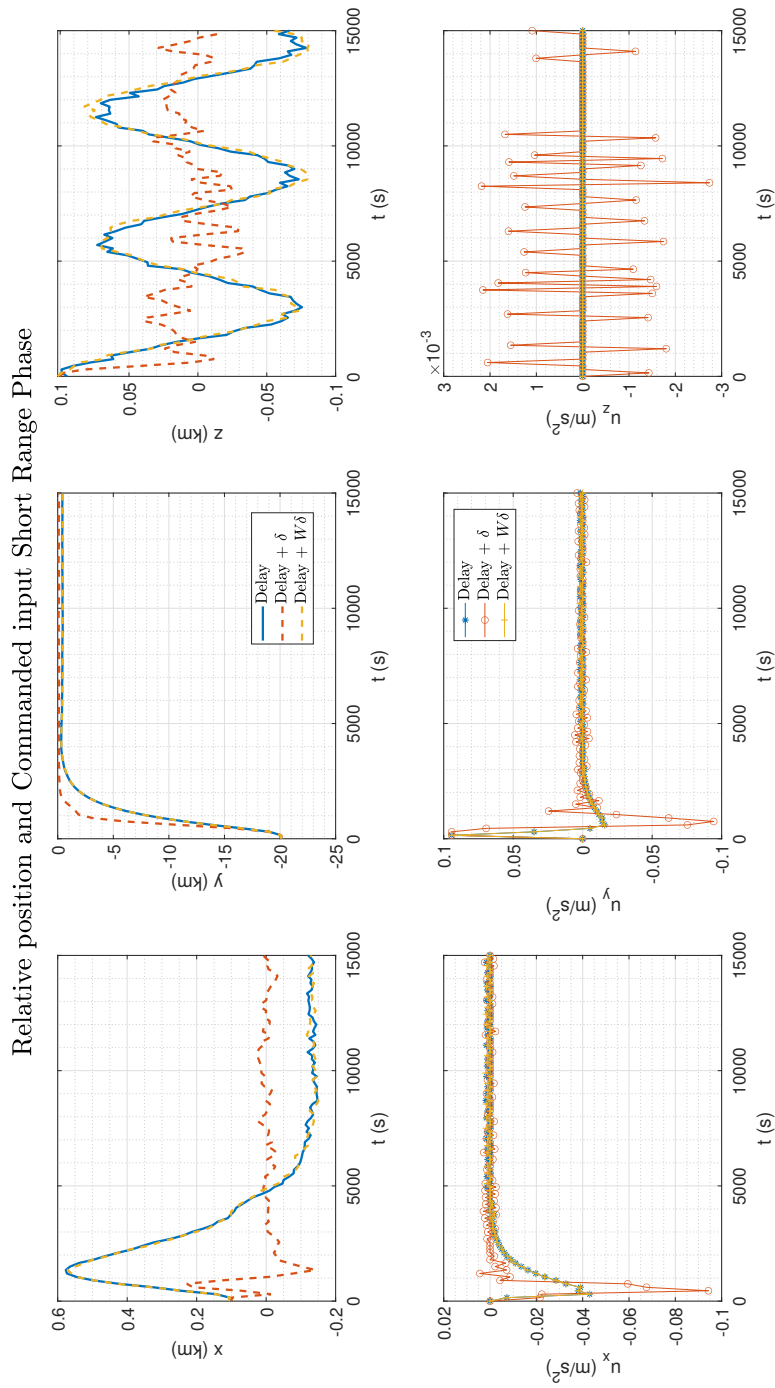 Relative position and Commanded input Short Range Phase
0.6
0.4
0.2
0
-0.2
x (km)
0 5000 10000 15000
t (s)
0
-5
-10
-15
-20
-25
y (km)
0 5000 10000 15000
t (s)
Delay
Delay + δ
Delay + Wδ
0.1
0.05
0
-0.05
-0.1
z (km)
0 5000 10000 15000
t (s)
0.02
0
-0.02
-0.04
-0.06
-0.08
-0.1
u_x (m/s²)
0 5000 10000 15000
t (s)
0.1
0.05
0
-0.05
-0.1
u_y (m/s²)
0 5000 10000 15000
t (s)
Delay
Delay + δ
Delay + Wδ
×10⁻³
3
2
1
0
-1
-2
-3
u_z (m/s²)
0 5000 10000 15000
t (s)